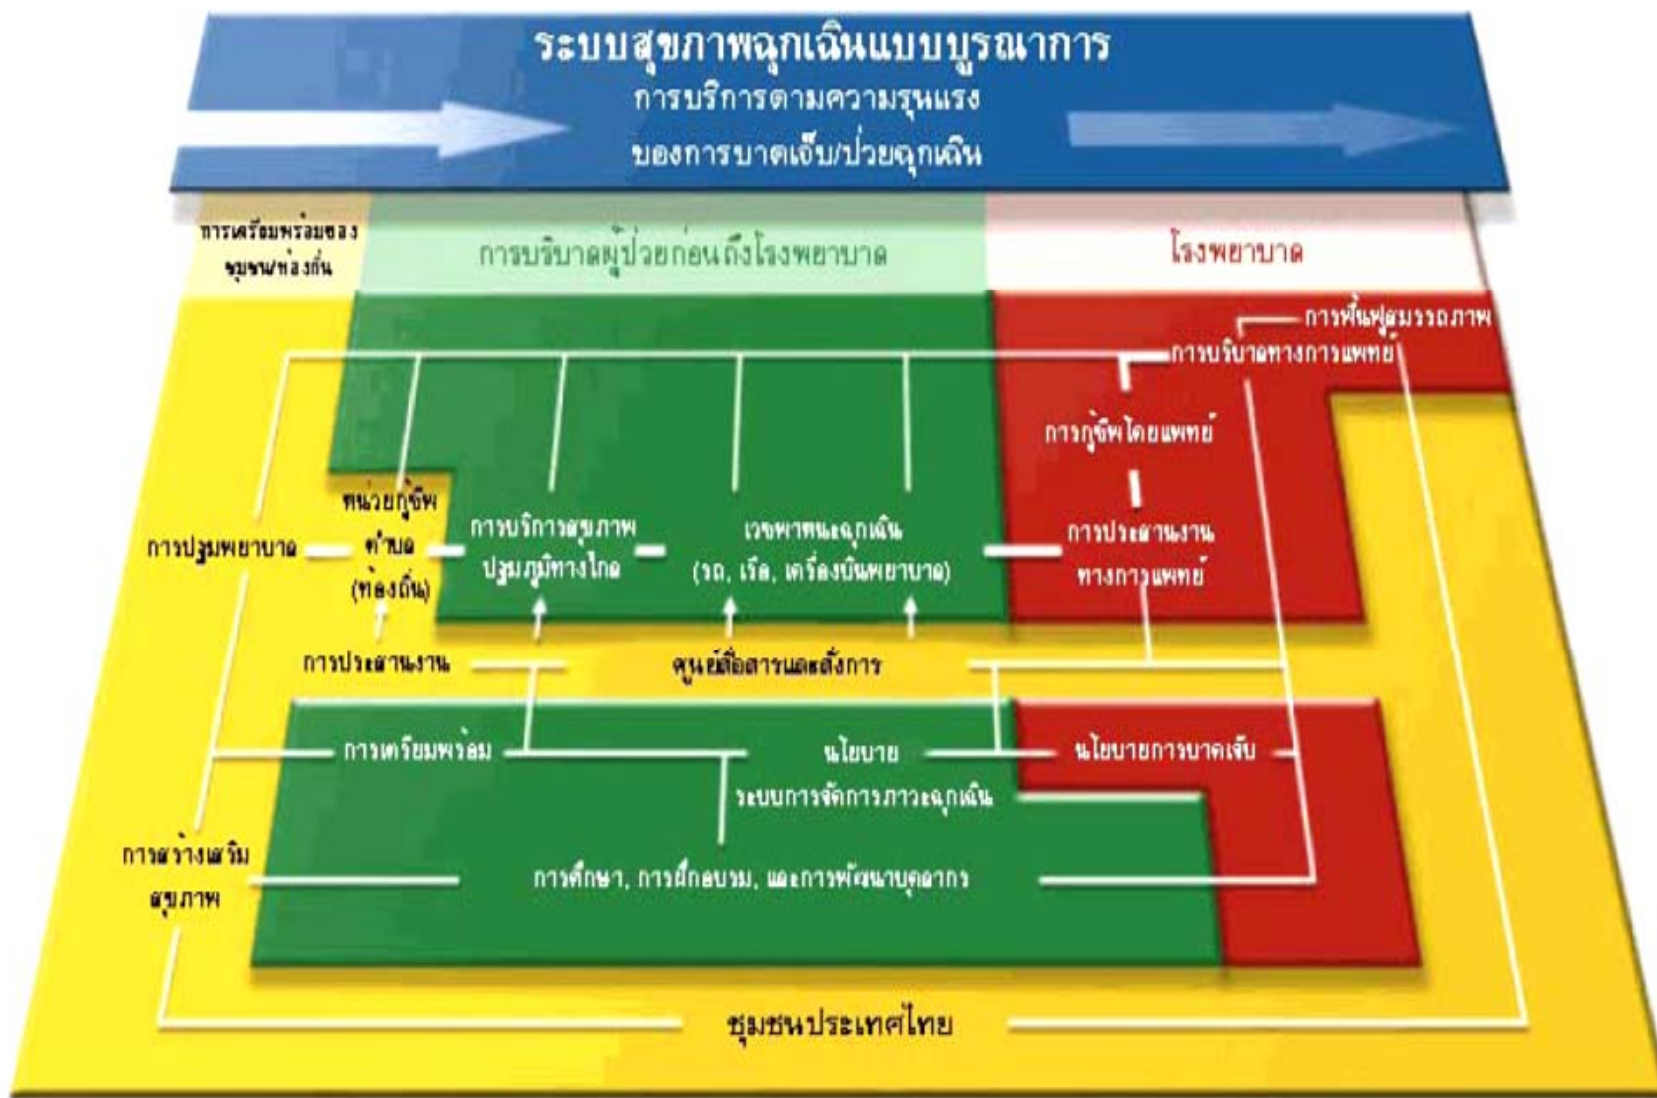 ระบบสุขภาพฉุกเฉินแบบบูรณาการ
การบริการตามความรุนแรง
ของการบาดเจ็บ/ป่วยฉุกเฉิน
การเตรียมพร้อมของ
ชุมชน/ท้องถิ่น
การบริบาลผู้ป่วยก่อนถึงโรงพยาบาล
โรงพยาบาล
การฟื้นฟูสมรรถภาพ
การบริบาลทางการแพทย์
การกู้ชีพโดยแพทย์
การปฐมพยาบาล
หน่วยกู้ชีพ
ตำบล
(ท้องถิ่น)
การบริการสุขภาพ
ปฐมภูมิทางไกล
เวชพาหนะฉุกเฉิน
(รถ, เรือ, เครื่องบินพยาบาล)
การประสานงาน
ทางการแพทย์
การประสานงาน
ศูนย์สื่อสารและสั่งการ
การเตรียมพร้อม
นโยบาย
ระบบการจัดการภาวะฉุกเฉิน
นโยบายการบาดเจ็บ
การสร้างเสริม
สุขภาพ
การศึกษา, การฝึกอบรม, และการพัฒนาบุคลากร
ชุมชนประเทศไทย